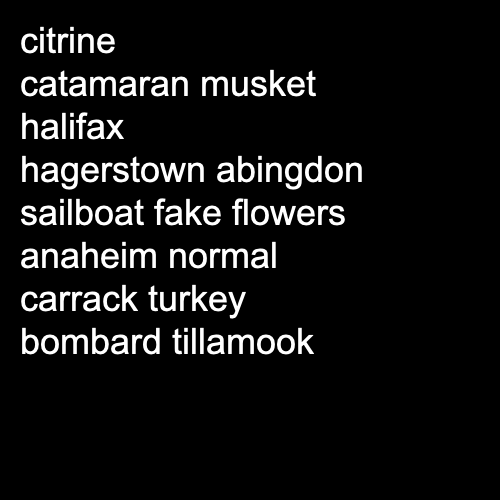 citrine
catamaran musket
halifax
hagerstown abingdon
sailboat fake flowers
anaheim normal
carrack turkey
bombard tillamook